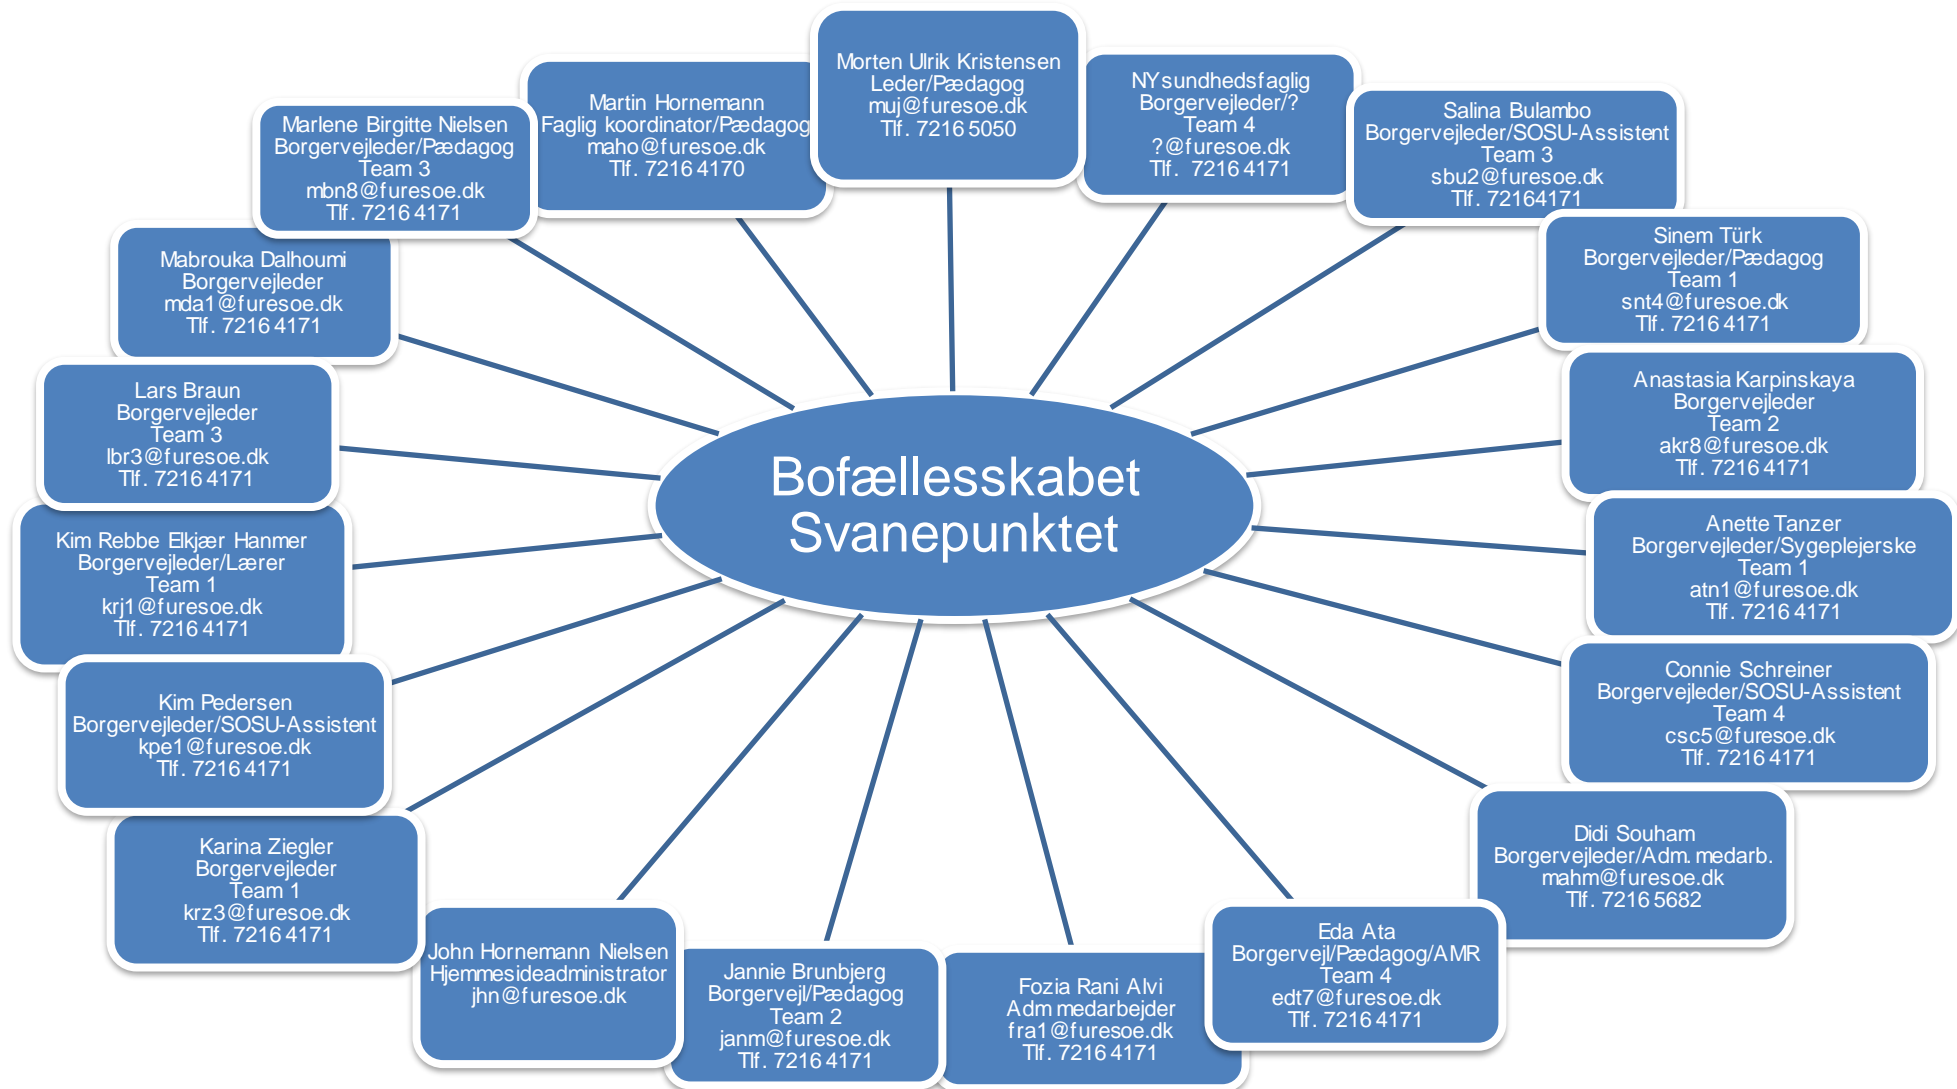 Bofællesskabet
Svanepunktet
Morten Ulrik Kristensen
Leder/Pædagog
muj@furesoe.dk
Tlf. 7216 5050
NY sundhedsfaglig
Borgervejleder/?
Team 4
?@furesoe.dk
Tlf. 7216 4171
Salina Bulambo
Borgervejleder/SOSU-Assistent
Team 3
sbu2@furesoe.dk
Tlf. 72164171
Sinem Türk
Borgervejleder/Pædagog
Team 1
snt4@furesoe.dk
Tlf. 7216 4171
Anastasia Karpinskaya
Borgervejleder
Team 2
akr8@furesoe.dk
Tlf. 7216 4171
Anette Tanzer
Borgervejleder/Sygeplejerske
Team 1
atn1@furesoe.dk
Tlf. 7216 4171
Connie Schreiner
Borgervejleder/SOSU-Assistent
Team 4
csc5@furesoe.dk
Tlf. 7216 4171
Didi Souham
Borgervejleder/Adm. medarb.
mahm@furesoe.dk
Tlf. 7216 5682
Eda Ata
Borgervejl/Pædagog/AMR
Team 4
edt7@furesoe.dk
Tlf. 7216 4171
Fozia Rani Alvi
Adm medarbejder
fra1@furesoe.dk
Tlf. 7216 4171
Jannie Brunbjerg
Borgervejl/Pædagog
Team 2
janm@furesoe.dk
Tlf. 7216 4171
John Hornemann Nielsen
Hjemmesideadministrator
jhn@furesoe.dk
Karina Ziegler
Borgervejleder
Team 1
krz3@furesoe.dk
Tlf. 7216 4171
Kim Pedersen
Borgervejleder/SOSU-Assistent
kpe1@furesoe.dk
Tlf. 7216 4171
Kim Rebbe Elkjær Hanmer
Borgervejleder/Lærer
Team 1
krj1@furesoe.dk
Tlf. 7216 4171
Lars Braun
Borgervejleder
Team 3
lbr3@furesoe.dk
Tlf. 7216 4171
Mabrouka Dalhoumi
Borgervejleder
mda1@furesoe.dk
Tlf. 7216 4171
Marlene Birgitte Nielsen
Borgervejleder/Pædagog
Team 3
mbn8@furesoe.dk
Tlf. 7216 4171
Martin Hornemann
Faglig koordinator/Pædagog
maho@furesoe.dk
Tlf. 7216 4170